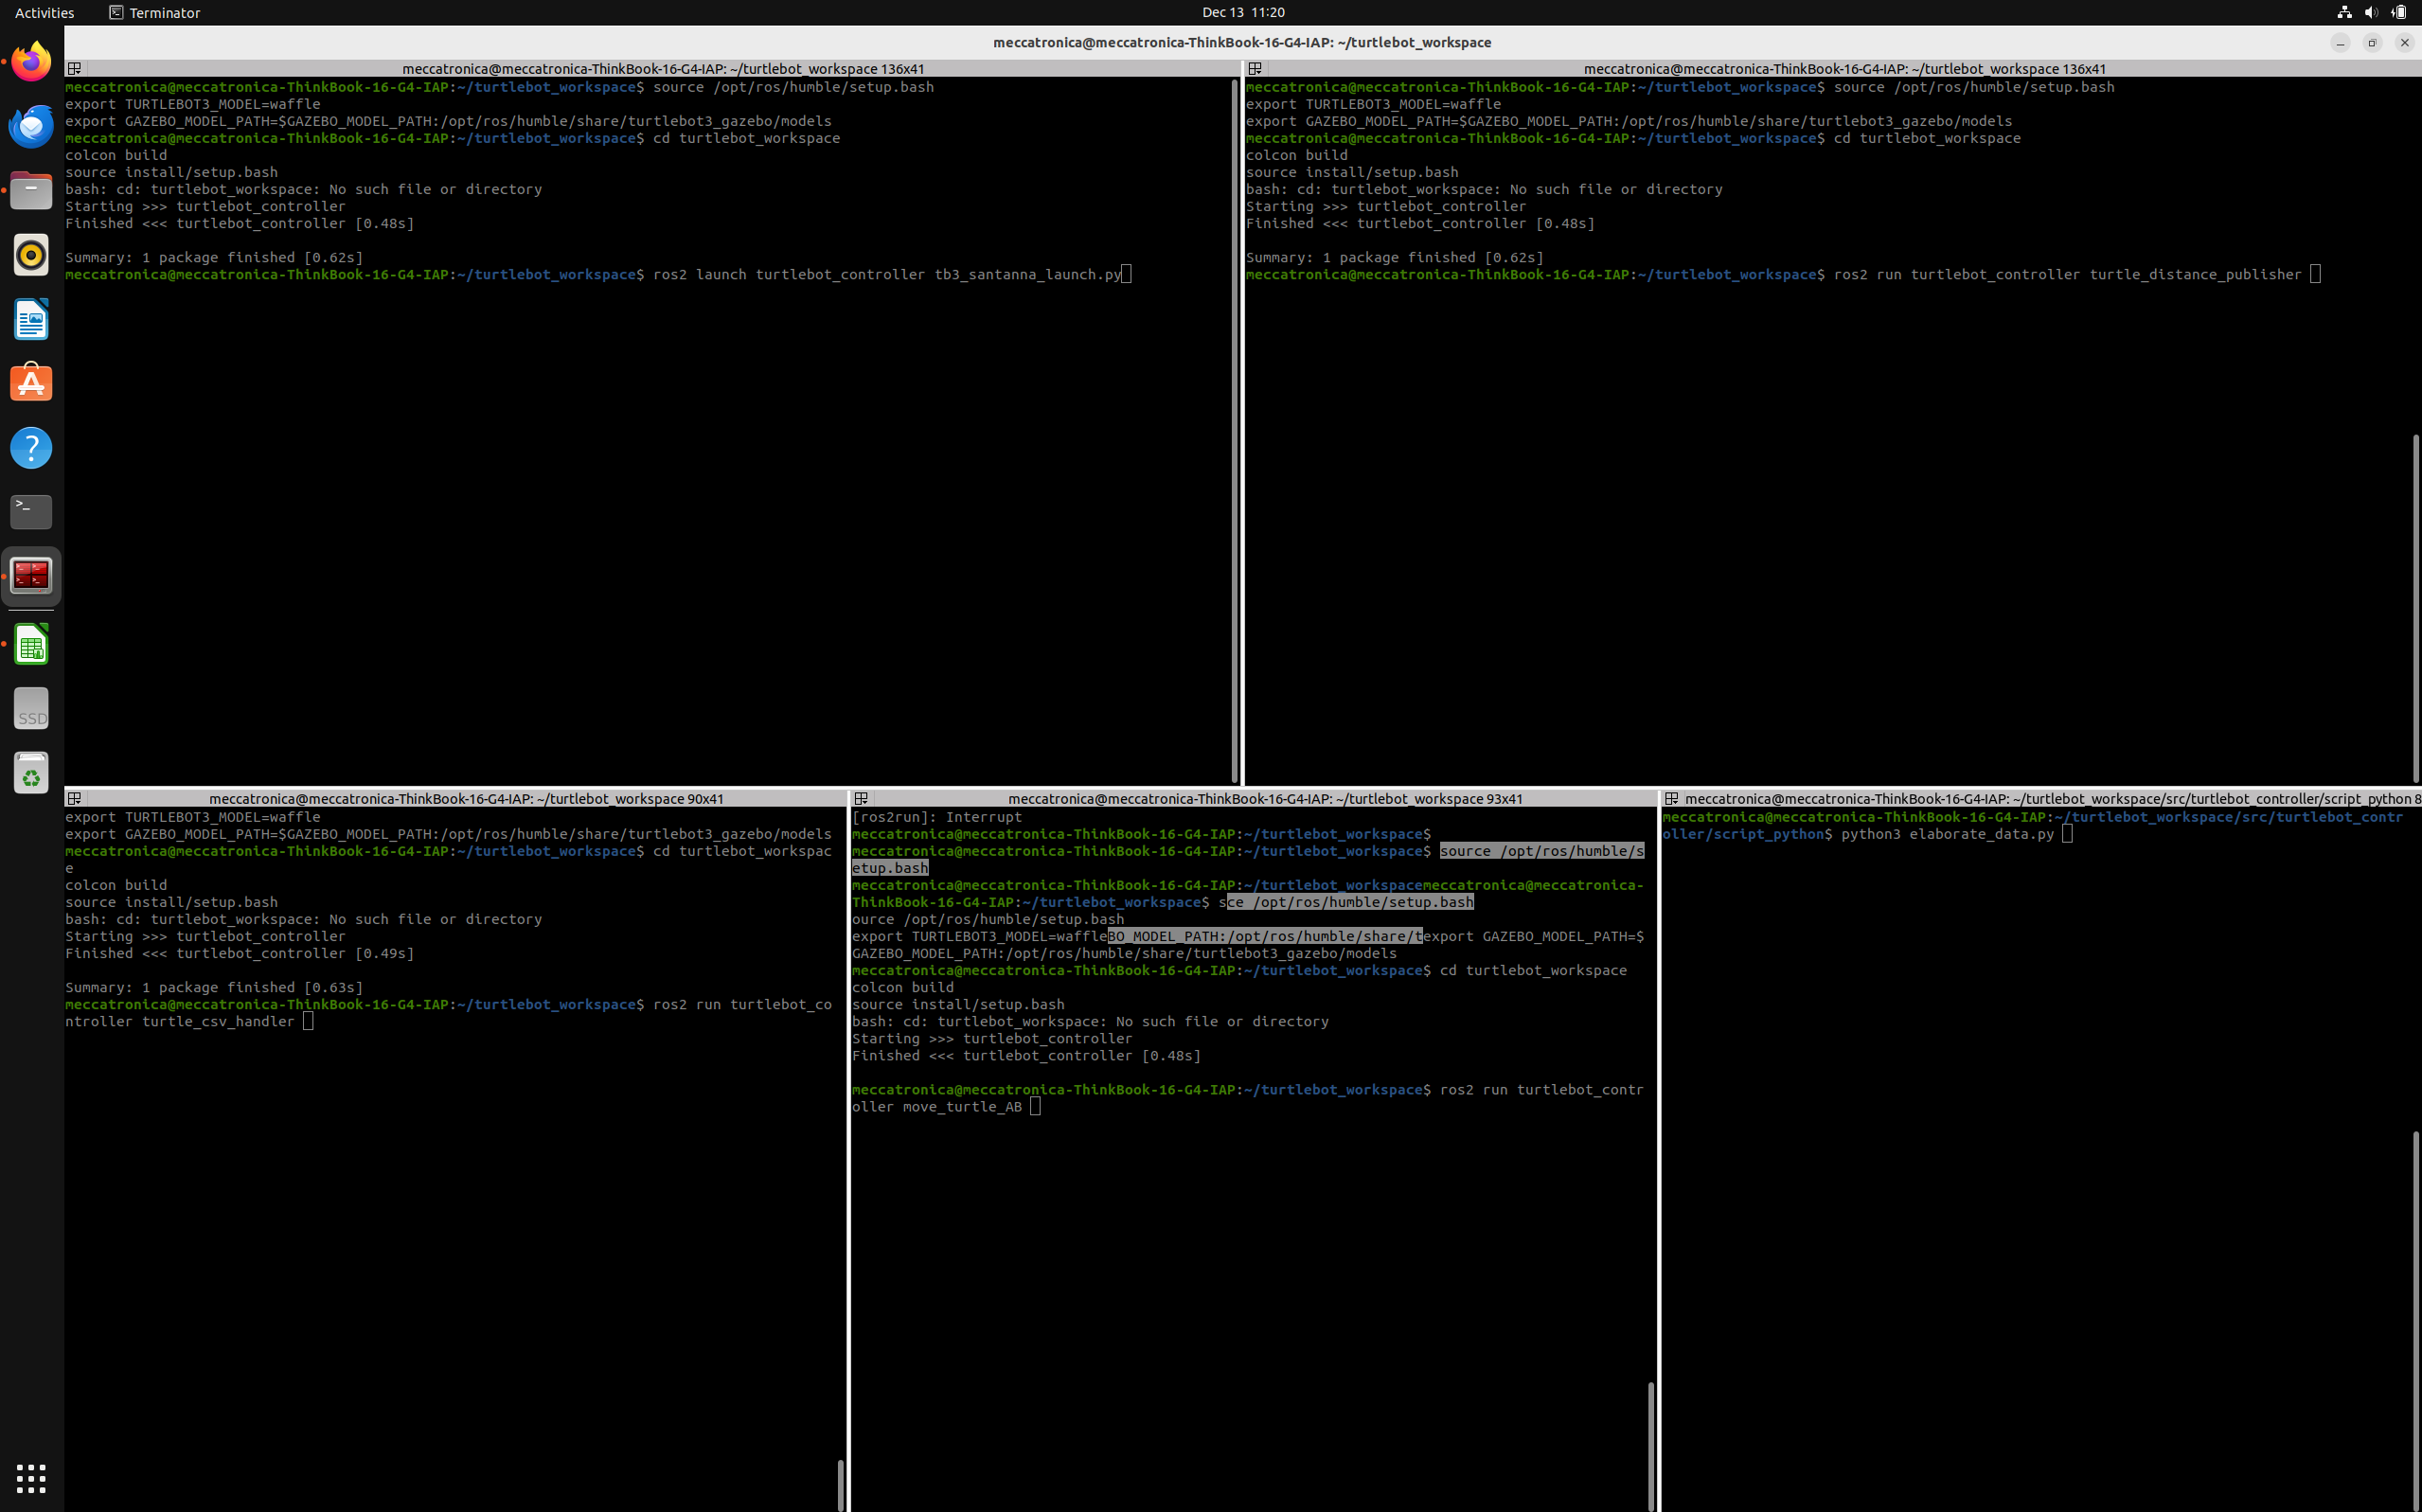 Activities
Terminator
Dec 13 11:20
meccatronica@meccatronica-ThinkBook-16-G4-IAP: ~/turtlebot_workspace
meccatronica@meccatronica-ThinkBook-16-G4-IAP: ~/turtlebot_workspace 136x41
meccatronica@meccatronica-ThinkBook-16-G4-IAP:~/turtlebot_workspace$ source /opt/ros/humble/setup.bash
export TURTLEBOT3_MODEL=waffle
export GAZEBO_MODEL_PATH=$GAZEBO_MODEL_PATH:/opt/ros/humble/share/turtlebot3_gazebo/models
meccatronica@meccatronica-ThinkBook-16-G4-IAP:~/turtlebot_workspace$ cd turtlebot_workspace
colcon build
source install/setup.bash
bash: cd: turtlebot_workspace: No such file or directory
Starting >>> turtlebot_controller
Finished <<< turtlebot_controller [0.48s]
Summary: 1 package finished [0.62s]
meccatronica@meccatronica-ThinkBook-16-G4-IAP:~/turtlebot_workspace$ ros2 launch turtlebot_controller tb3_santanna_launch.py
meccatronica@meccatronica-ThinkBook-16-G4-IAP: ~/turtlebot_workspace 136x41
meccatronica@meccatronica-ThinkBook-16-G4-IAP:~/turtlebot_workspace$ source /opt/ros/humble/setup.bash
export TURTLEBOT3_MODEL=waffle
export GAZEBO_MODEL_PATH=$GAZEBO_MODEL_PATH:/opt/ros/humble/share/turtlebot3_gazebo/models
meccatronica@meccatronica-ThinkBook-16-G4-IAP:~/turtlebot_workspace$ cd turtlebot_workspace
colcon build
source install/setup.bash
bash: cd: turtlebot_workspace: No such file or directory
Starting >>> turtlebot_controller
Finished <<< turtlebot_controller [0.48s]
Summary: 1 package finished [0.62s]
meccatronica@meccatronica-ThinkBook-16-G4-IAP:~/turtlebot_workspace$ ros2 run turtlebot_controller turtle_distance_publisher
SSD
meccatronica@meccatronica-ThinkBook-16-G4-IAP: ~/turtlebot_workspace 90x41
export TURTLEBOT3_MODEL=waffle
export GAZEBO_MODEL_PATH=$GAZEBO_MODEL_PATH:/opt/ros/humble/share/turtlebot3_gazebo/models
meccatronica@meccatronica-ThinkBook-16-G4-IAP:~/turtlebot_workspace$ cd turtlebot_workspac
e
colcon build
source install/setup.bash
bash: cd: turtlebot_workspace: No such file or directory
Starting >>> turtlebot_controller
Finished <<< turtlebot_controller [0.49s]
Summary: 1 package finished [0.63s]
meccatronica@meccatronica-ThinkBook-16-G4-IAP:~/turtlebot_workspace$ ros2 run turtlebot_co
ntroller turtle_csv_handler
meccatronica@meccatronica-ThinkBook-16-G4-IAP: ~/turtlebot_workspace 93x41
[ros2run]: Interrupt
meccatronica@meccatronica-ThinkBook-16-G4-IAP:~/turtlebot_workspace$
meccatronica@meccatronica-ThinkBook-16-G4-IAP:~/turtlebot_workspace$ source /opt/ros/humble/s
etup.bash
meccatronica@meccatronica-ThinkBook-16-G4-IAP:~/turtlebot_workspacemeccatronica@meccatronica-
ThinkBook-16-G4-IAP:~/turtlebot_workspace$ sce /opt/ros/humble/setup.bash
ource /opt/ros/humble/setup.bash
export TURTLEBOT3_MODEL=waffleBO_MODEL_PATH:/opt/ros/humble/share/texport GAZEBO_MODEL_PATH=$
GAZEBO_MODEL_PATH:/opt/ros/humble/share/turtlebot3_gazebo/models
meccatronica@meccatronica-ThinkBook-16-G4-IAP:~/turtlebot_workspace$ cd turtlebot_workspace
colcon build
source install/setup.bash
bash: cd: turtlebot_workspace: No such file or directory
Starting >>> turtlebot_controller
Finished <<< turtlebot_controller [0.48s]
meccatronica@meccatronica-ThinkBook-16-G4-IAP:~/turtlebot_workspace$ ros2 run turtlebot_contr
oller move_turtle_AB
meccatronica@meccatronica-ThinkBook-16-G4-IAP: ~/turtlebot_workspace/src/turtlebot_controller/script_python 8
meccatronica@meccatronica-ThinkBook-16-G4-IAP:~/turtlebot_workspace/src/turtlebot_contr
oller/script_python$ python3 elaborate_data.py